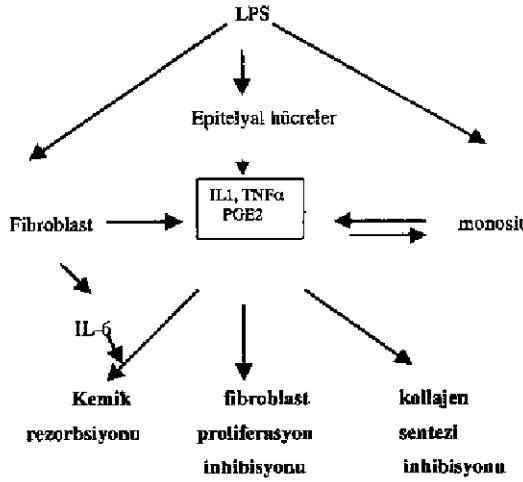 LPS
Epitelyal hücreler
IL1, TNFα
PGE2
Fibroblast
monosit
IL-6
Kemik
rezorbsiyonu
fibroblast
proliferasyon
inhibisyonu
kollajen
sentezi
inhibisyonu